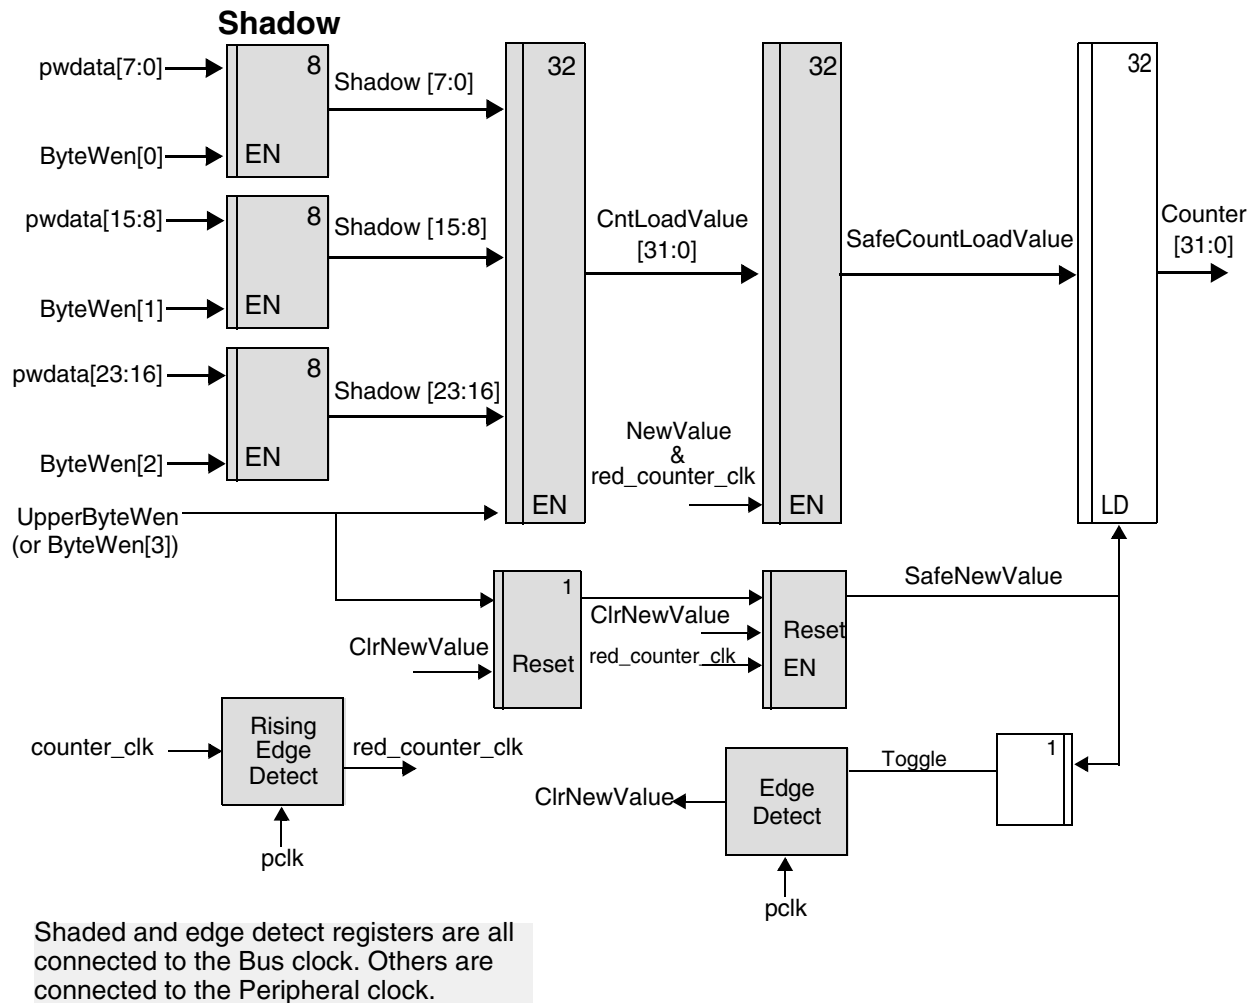 Shadow
pwdata[7:0]
8
Shadow [7:0]
ByteWen[0]
EN
pwdata[15:8]
8
Shadow [15:8]
ByteWen[1]
EN
pwdata[23:16]
8
Shadow [23:16]
ByteWen[2]
EN
UpperByteWen
(or ByteWen[3])
32
EN
CntLoadValue
[31:0]
NewValue
&
red_counter_clk
32
EN
SafeCountLoadValue
32
LD
Counter
[31:0]
1
Reset
ClrNewValue
ClrNewValue
red_counter_clk
Reset
EN
SafeNewValue
counter_clk
Rising
Edge
Detect
red_counter_clk
pclk
ClrNewValue
Edge
Detect
Toggle
1
pclk
Shaded and edge detect registers are all
connected to the Bus clock. Others are
connected to the Peripheral clock.